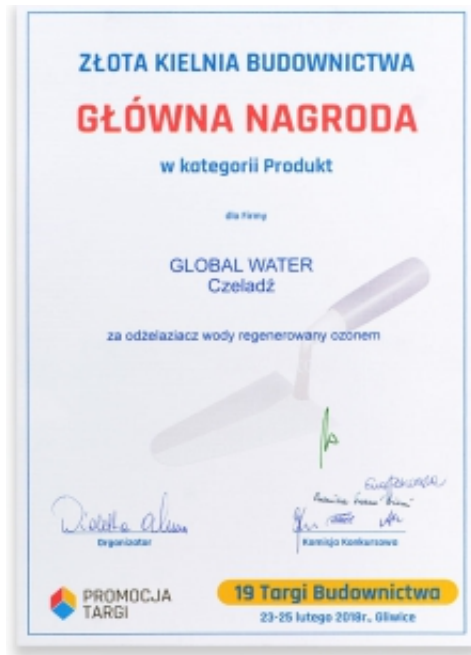 ZŁOTA KIELNIA BUDOWNICTWA
GŁÓWNA NAGRODA
w kategorii Produkt
dla Firmy
GLOBAL WATER
Czeladź
za odżelaziacz wody regenerowany ozonem
Organizator
Komisja Konkursowa
PROMOCJA
TARGI
19 Targi Budownictwa
23-25 lutego 2018r., Gliwice